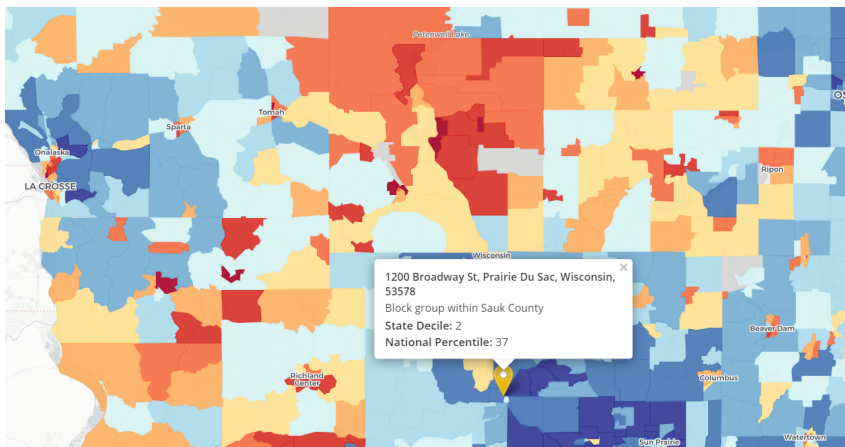 Petenwell Lake
OS
Tomah
Sparta
Onalaska
LA CROSSE
Ripon
Wisconsin
×
1200 Broadway St, Prairie Du Sac, Wisconsin,
53578
Block group within Sauk County
State Decile: 2
National Percentile: 37
Beaver Dam
Richland
Center
Columbus
Sun Prairie
Watertown